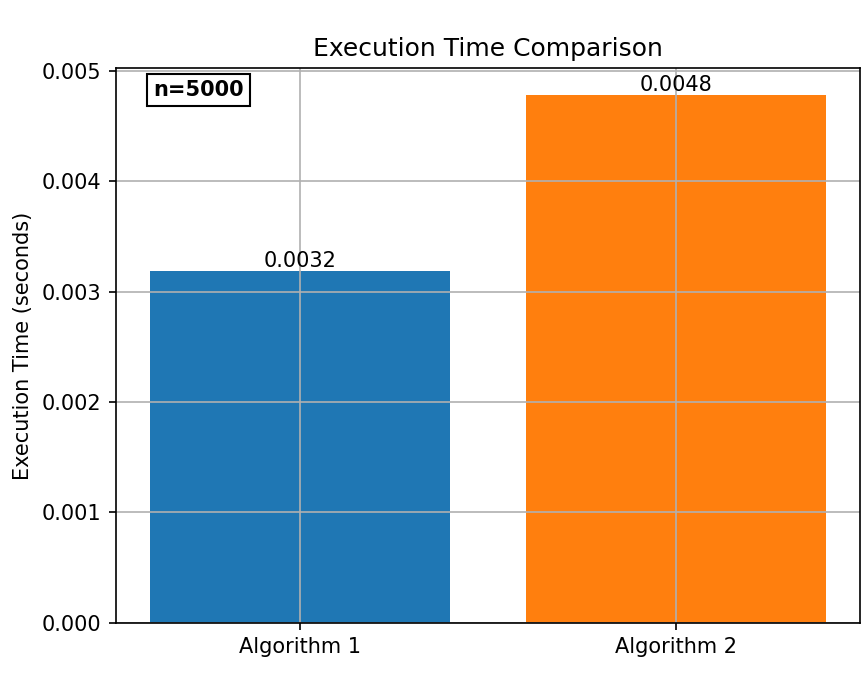 Execution Time Comparison
n=5000
Execution Time (seconds)
0.005
0.004
0.003
0.002
0.001
0.000
0.0032
0.0048
Algorithm 1
Algorithm 2